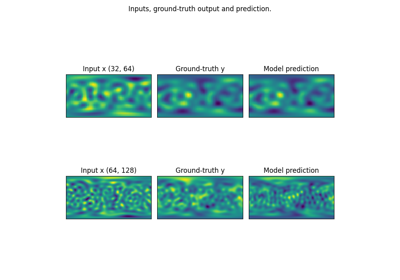 Inputs, ground-truth output and prediction.
Input x (32, 64) Ground-truth y Model prediction
Input x (64, 128) Ground-truth y Model prediction